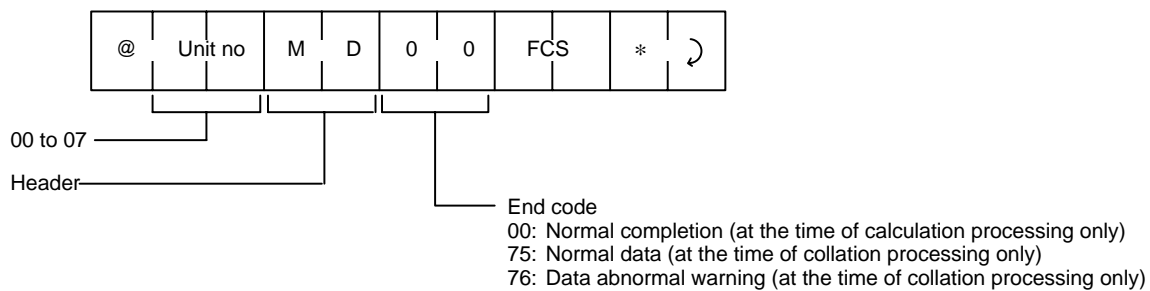 @ Unit no M D 0 0 FCS *
00 to 07
Header
End code
00: Normal completion (at the time of calculation processing only)
75: Normal data (at the time of collation processing only)
76: Data abnormal warning (at the time of collation processing only)